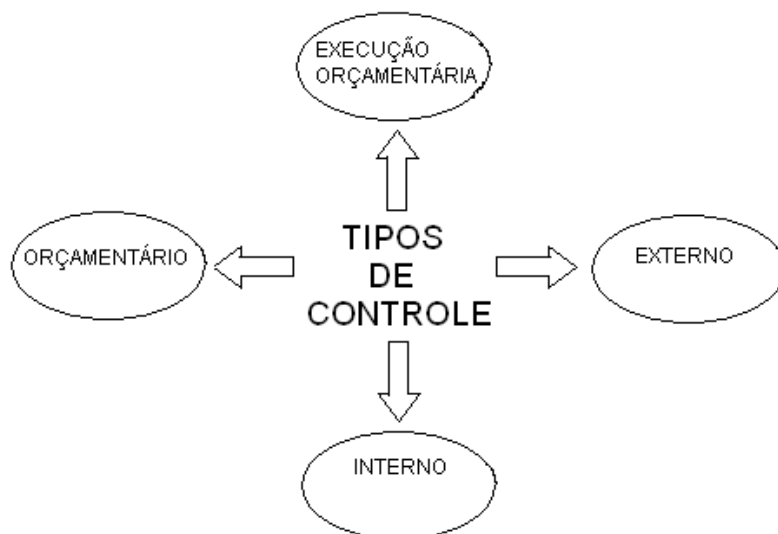 EXECUÇÃO
ORÇAMENTÁRIA
ORÇAMENTÁRIO
TIPOS
DE
CONTROLE
EXTERNO
INTERNO